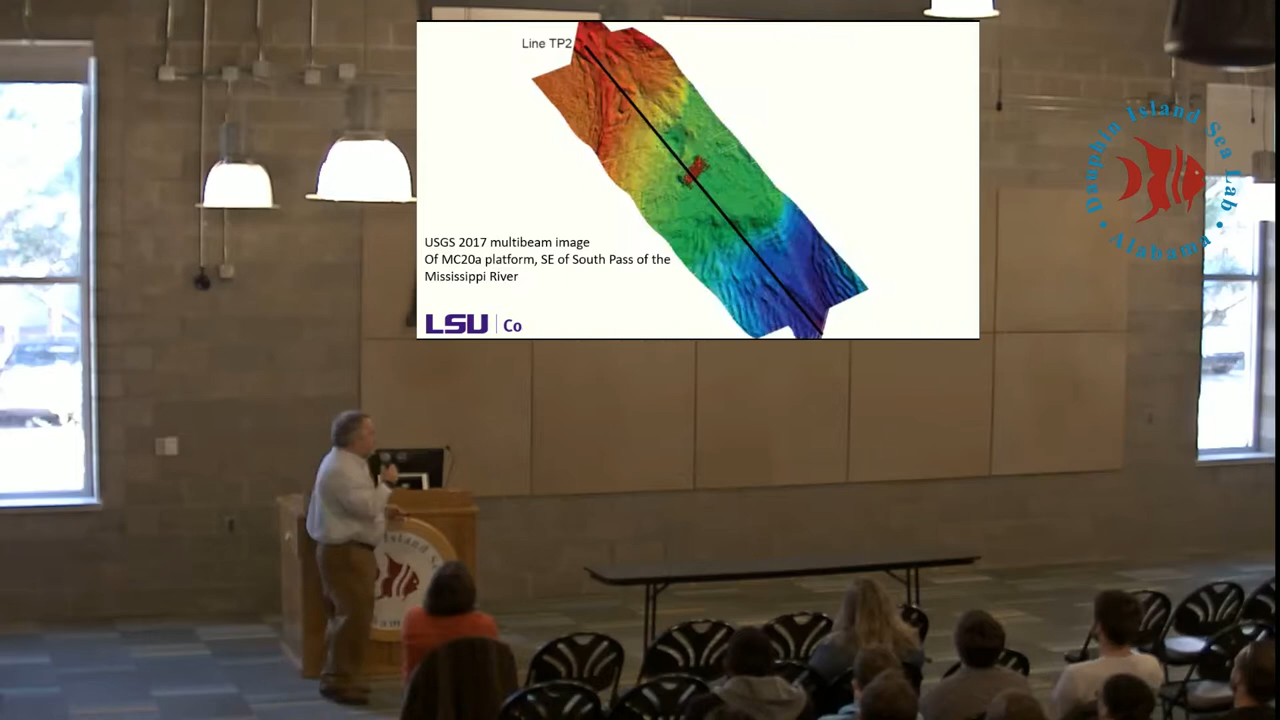 Line TP2
USGS 2017 multibeam image
Of MC20a platform, SE of South Pass of the
Mississippi River
LSU | Co
Dauphin Island Sea Lab
Alabama